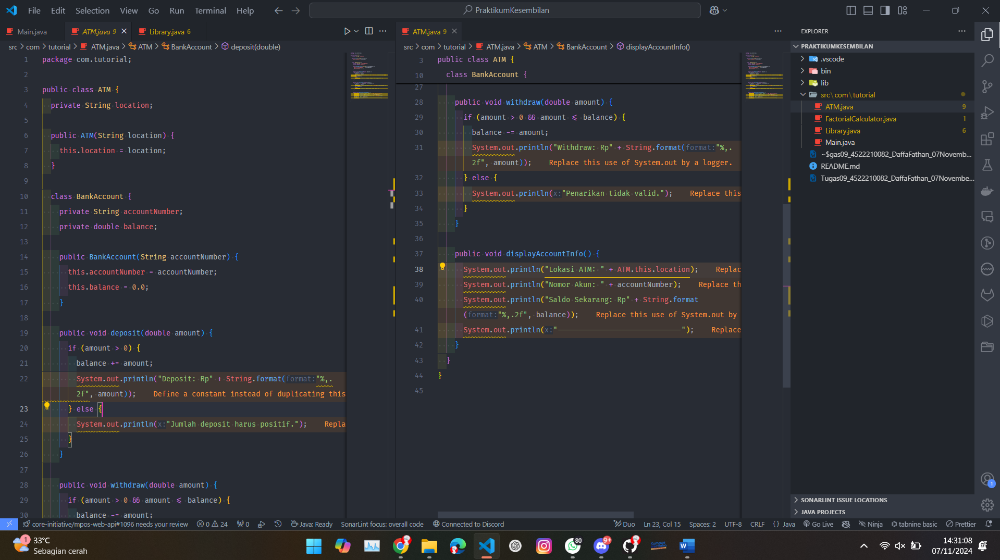 File Edit Selection View Go Run Terminal Help
PraktikumKesembilan
Main.java
ATM.java 9
Library.java 6
src > com > tutorial > ATM.java > ATM > BankAccount > deposit(double)
1 package com.tutorial;
2
3 public class ATM {
4 private String location;
5
6 public ATM(String location) {
7 this.location = location;
8 }
9
10 class BankAccount {
11 private String accountNumber;
12 private double balance;
13
14 public BankAccount(String accountNumber) {
15 this.accountNumber = accountNumber;
16 this.balance = 0.0;
17 }
18
19 public void deposit(double amount) {
20 if (amount > 0) {
21 balance += amount;
22 System.out.println("Deposit: Rp" + String.format(format:"%,.
2f", amount)); Define a constant instead of duplicating this
23 } else {
24 System.out.println(x:"Jumlah deposit harus positif."); Repla
25 }
26 }
27
28 public void withdraw(double amount) {
29 if (amount > 0 && amount <= balance) {
30 balance -= amount;
ATM.java 9
src > com > tutorial > ATM.java > ATM > BankAccount > displayAccountInfo()
3 public class ATM {
10 class BankAccount {
27
28 public void withdraw(double amount) {
29 if (amount > 0 && amount <= balance) {
30 balance -= amount;
31 System.out.println("Withdraw: Rp" + String.format(format:"%,.
2f", amount)); Replace this use of System.out by a logger.
32 } else {
33 System.out.println(x:"Penarikan tidak valid."); Replace this
34 }
35 }
36
37 public void displayAccountInfo() {
38 System.out.println("Lokasi ATM: " + ATM.this.location); Replac
39 System.out.println("Nomor Akun: " + accountNumber); Replace th
40 System.out.println("Saldo Sekarang: Rp" + String.format
(format:"%,.2f", balance)); Replace this use of System.out by
41 System.out.println(x:"-----------------------------"); Replace
42 }
43 }
44 }
45
EXPLORER
PRAKTIKUMKESEMBILAN
.vscode
bin
lib
src\com\tutorial
ATM.java 9
FactorialCalculator.java 1
Library.java 6
Main.java
~$gas09_4522210082_DaffaFathan_07Novemb...
README.md
Tugas09_4522210082_DaffaFathan_07Novembe...
SONARLINT ISSUE LOCATIONS
JAVA PROJECTS
1
core-initiative/mpos-web-api#1096 needs your review 0 24 0 Java: Ready SonarLint focus: overall code Connected to Discord Duo Ln 23, Col 15 Spaces: 2 UTF-8 CRLF {} Java Go Live Ninja tabnine basic Prettier
1
33°C
Sebagian cerah
80
9+
14:31:08
07/11/2024